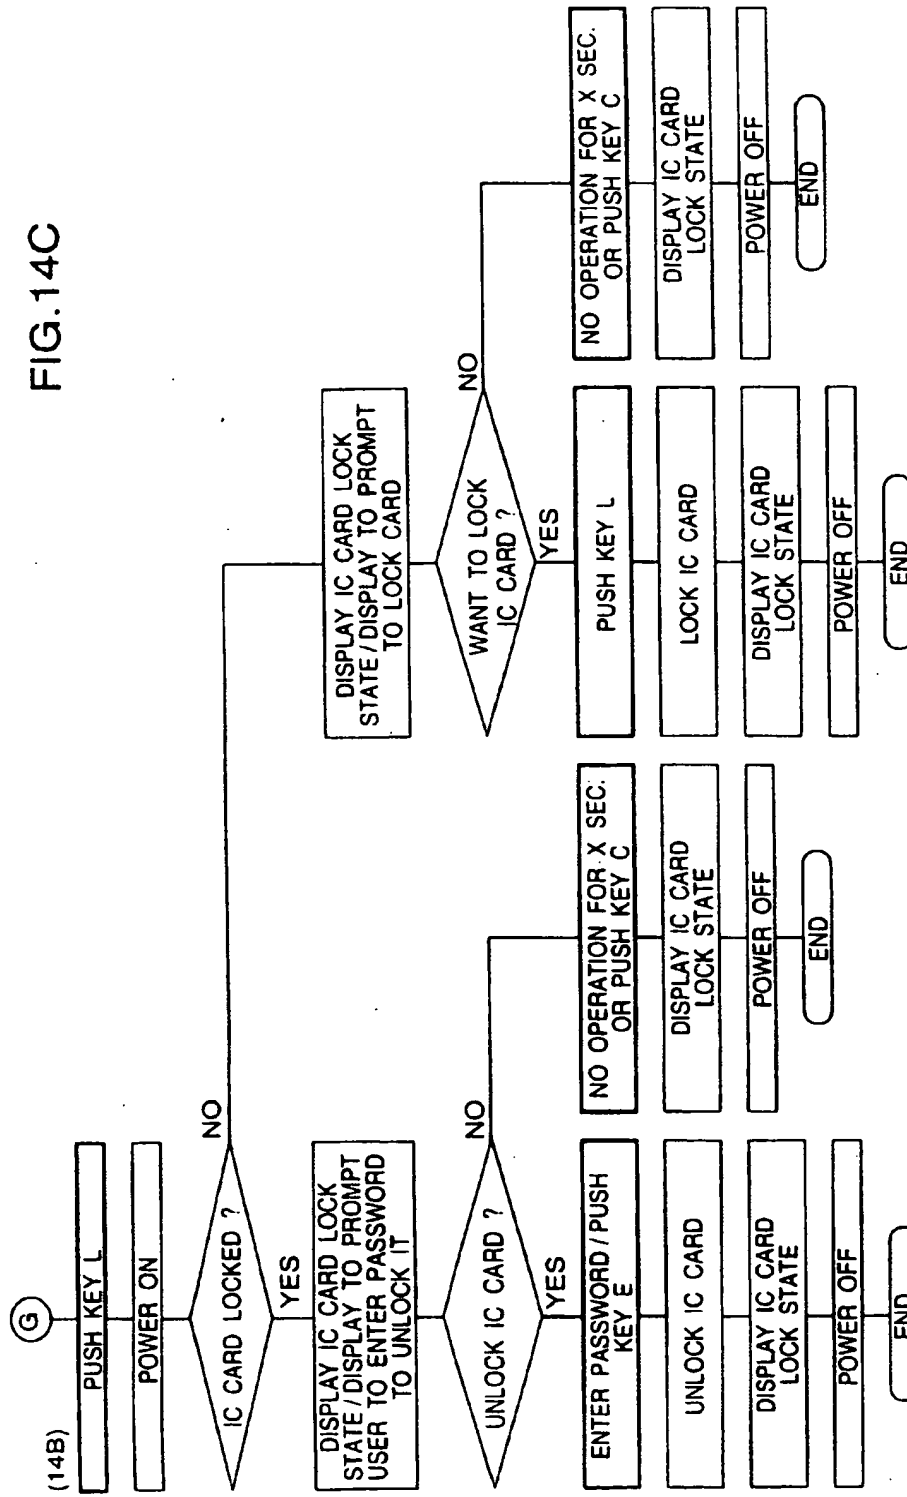 FIG.14C
(14B)
G
PUSH KEY L
POWER ON
IC CARD LOCKED ?
NO
YES
DISPLAY IC CARD LOCK
STATE / DISPLAY TO PROMPT
USER TO ENTER PASSWORD
TO UNLOCK IT
UNLOCK IC CARD ?
NO
YES
ENTER PASSWORD / PUSH
KEY E
UNLOCK IC CARD
DISPLAY IC CARD
LOCK STATE
POWER OFF
END
NO OPERATION FOR X SEC.
OR PUSH KEY C
DISPLAY IC CARD
LOCK STATE
POWER OFF
END
DISPLAY IC CARD LOCK
STATE / DISPLAY TO PROMPT
TO LOCK CARD
WANT TO LOCK
IC CARD ?
NO
YES
PUSH KEY L
LOCK IC CARD
DISPLAY IC CARD
LOCK STATE
POWER OFF
END
NO OPERATION FOR X SEC.
OR PUSH KEY C
DISPLAY IC CARD
LOCK STATE
POWER OFF
END